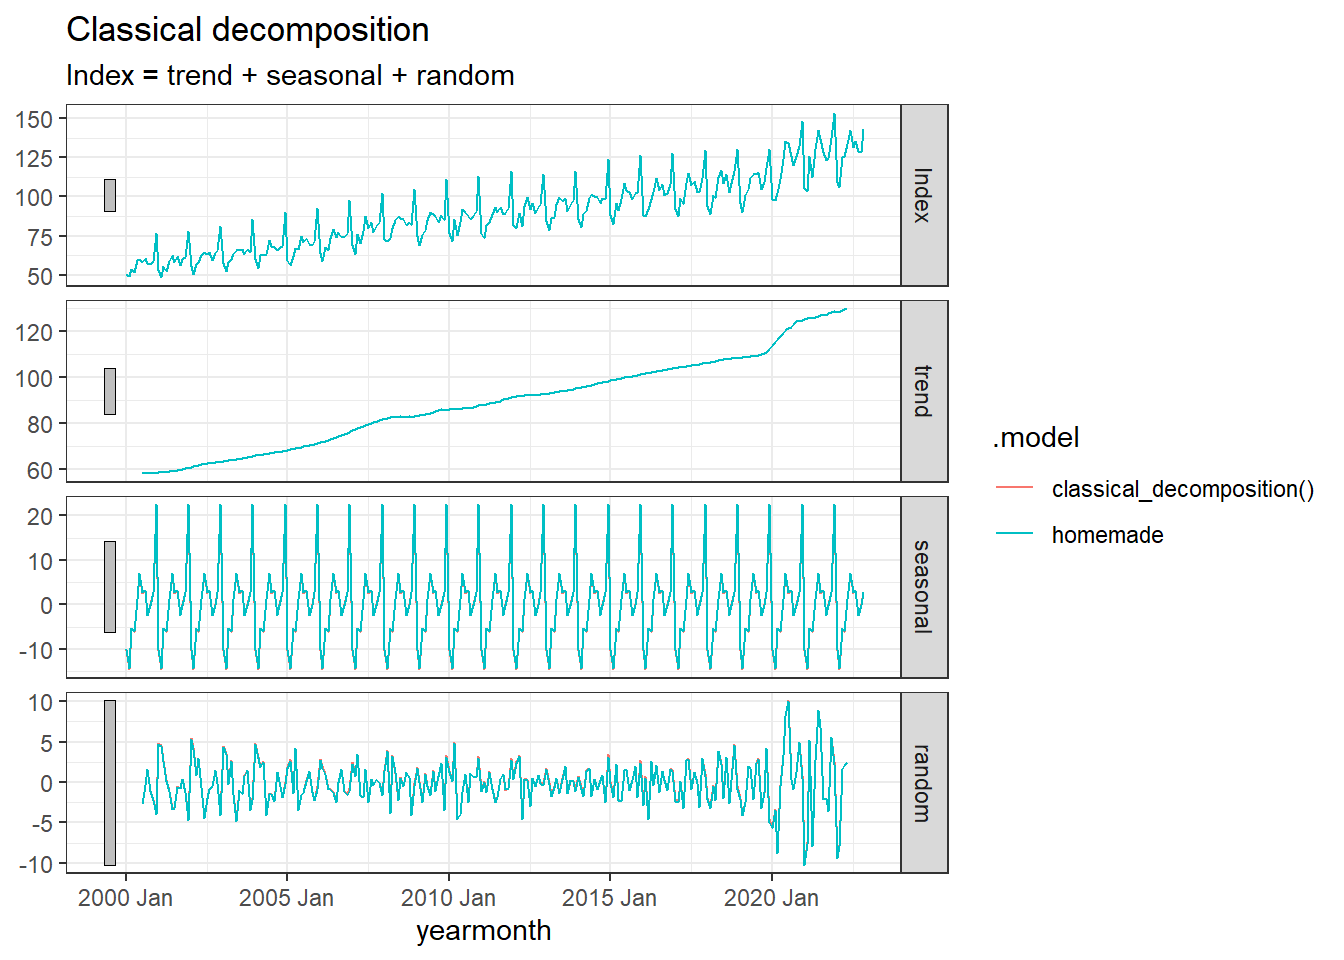 Classical decomposition
Index = trend + seasonal + random
150
125
100
75
50
Index
120
100
80
60
trend
20
10
0
-10
seasonal
10
5
0
-5
-10
random
2000 Jan
2005 Jan
2010 Jan
2015 Jan
2020 Jan
yearmonth
.model
classical_decomposition()
homemade